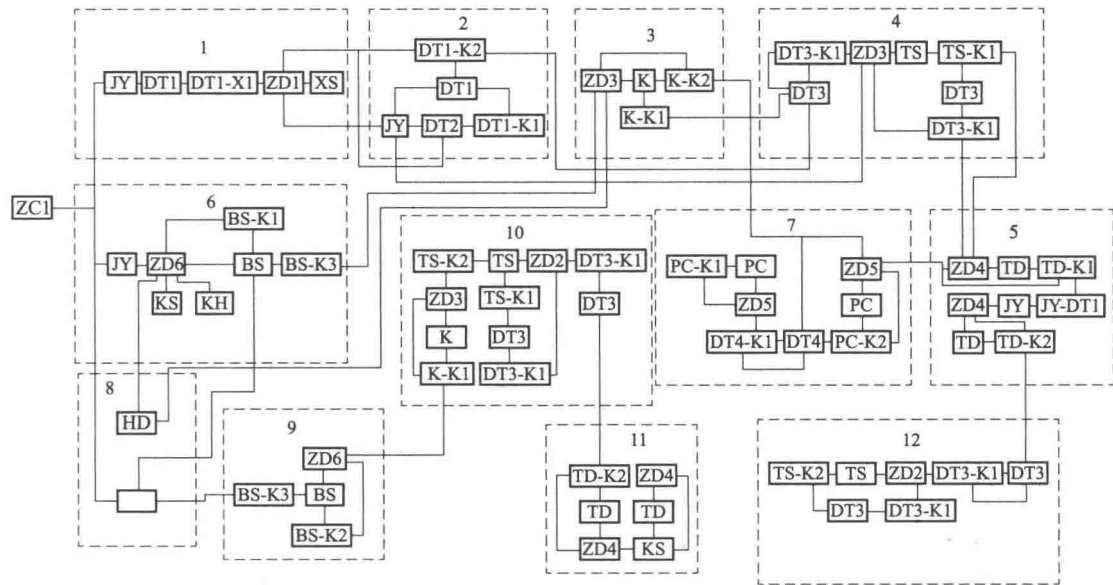 1
JY DT1 DT1-X1 ZD1 XS
2
DT1-K2
DT1
JY DT2 DT1-K1
3
ZD3 K K-K2
K-K1
4
DT3-K1 ZD3 TS TS-K1
DT3 DT3
DT3-K1
ZC1
6
BS-K1
JY ZD6 BS BS-K3
KS KH
10
TS-K2 TS ZD2 DT3-K1
ZD3 TS-K1 DT3
K DT3
K-K1 DT3-K1
7
PC-K1 PC ZD5
ZD5 PC
DT4-K1 DT4 PC-K2
5
ZD4 TD TD-K1
ZD4 JY JY-DT1
TD TD-K2
8
HD
9
ZD6
BS-K3 BS
BS-K2
11
TD-K2 ZD4
TD TD
ZD4 KS
12
TS-K2 TS ZD2 DT3-K1 DT3
DT3 DT3-K1